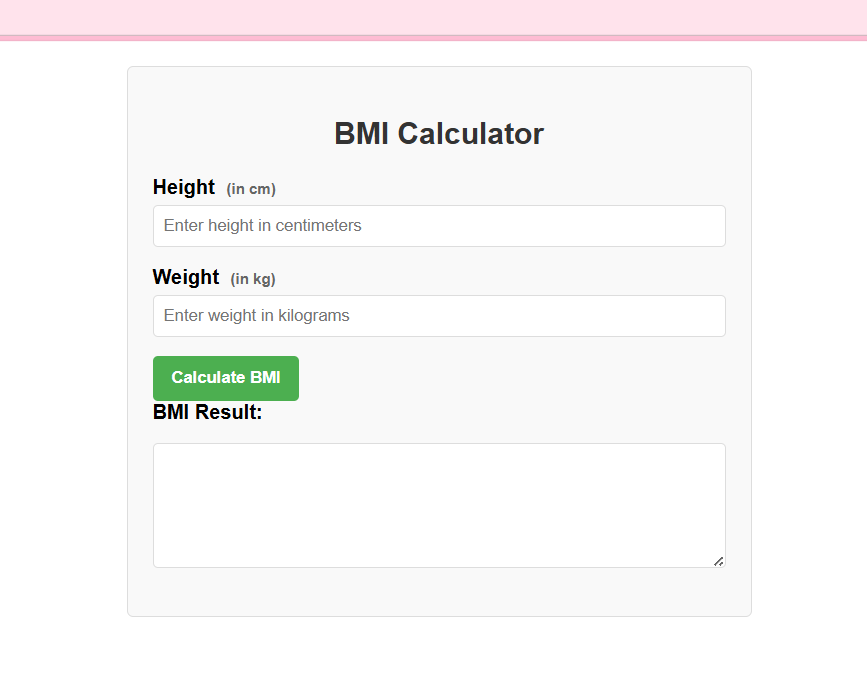 BMI Calculator
Height (in cm)
Enter height in centimeters
Weight (in kg)
Enter weight in kilograms
Calculate BMI
BMI Result: